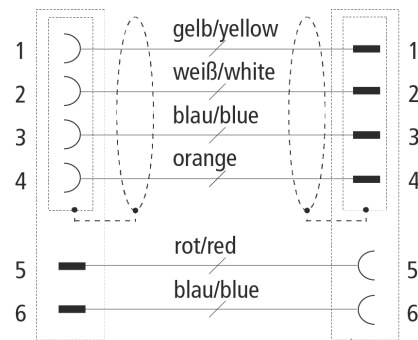 1 gelb/yellow 1
2 weiß/white 2
3 blau/blue 3
4 orange 4
5 rot/red 5
6 blau/blue 6